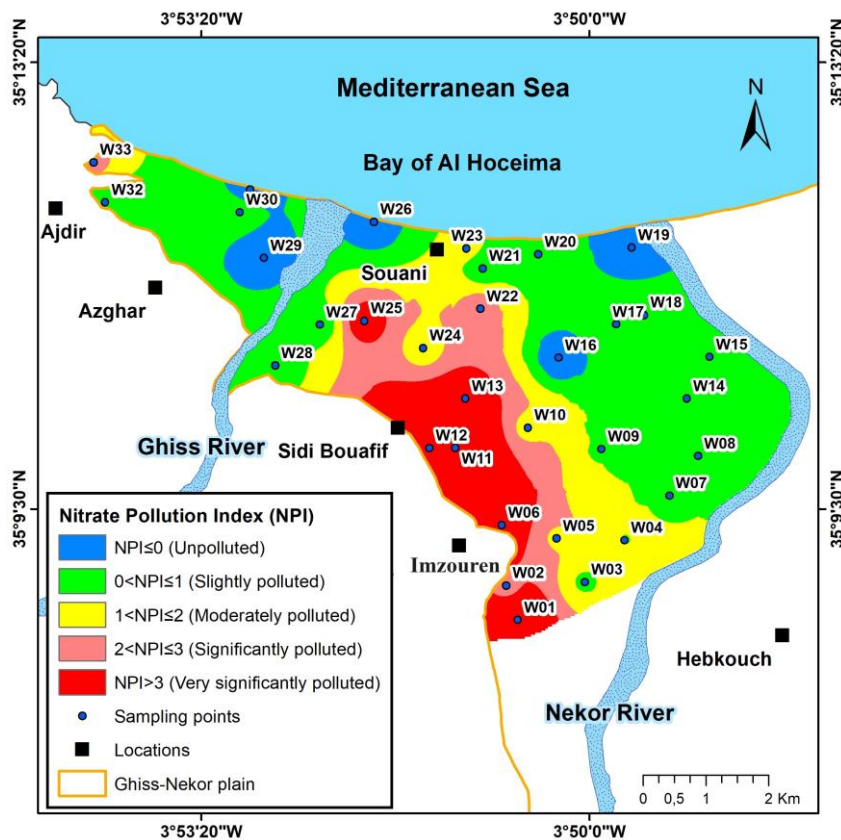 3°53'20"W
3°50'0"W
35°13'20"N
35°13'20"N
Mediterranean Sea
N
Bay of Al Hoceima
W33
W32
W30
W26
Ajdir
W29
W23
W20
W19
Souani
W21
Azghar
W27
W25
W22
W17
W18
W28
W24
W16
W15
W13
W14
W10
Ghiss River
Sidi Bouafif
W12
W11
W09
W08
W07
35°9'30"N
35°9'30"N
W06
W05
W04
Imzouren
W02
W03
W01
Hebkouch
Nekor River
Nitrate Pollution Index (NPI)
NPI≤0 (Unpolluted)
0<NPI≤1 (Slightly polluted)
1<NPI≤2 (Moderately polluted)
2<NPI≤3 (Significantly polluted)
NPI>3 (Very significantly polluted)
Sampling points
Locations
Ghiss-Nekor plain
0 0,5 1 2 Km
3°53'20"W
3°50'0"W